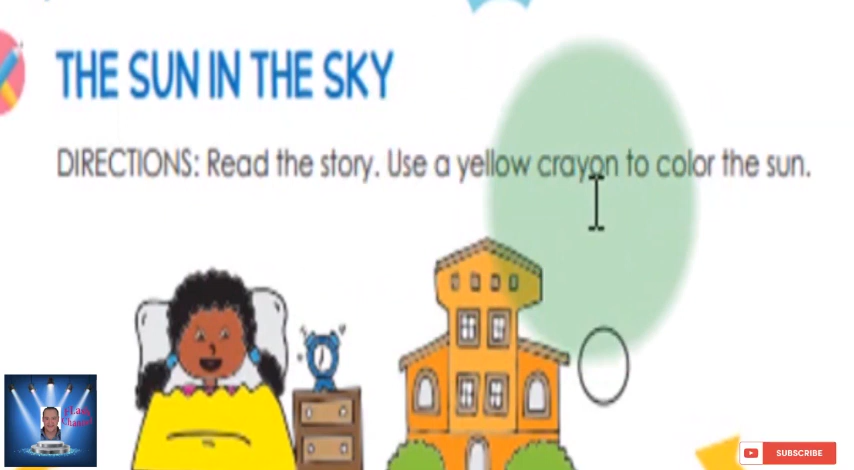 THE SUN IN THE SKY
DIRECTIONS: Read the story. Use a yellow crayon to color the sun.
SUBSCRIBE